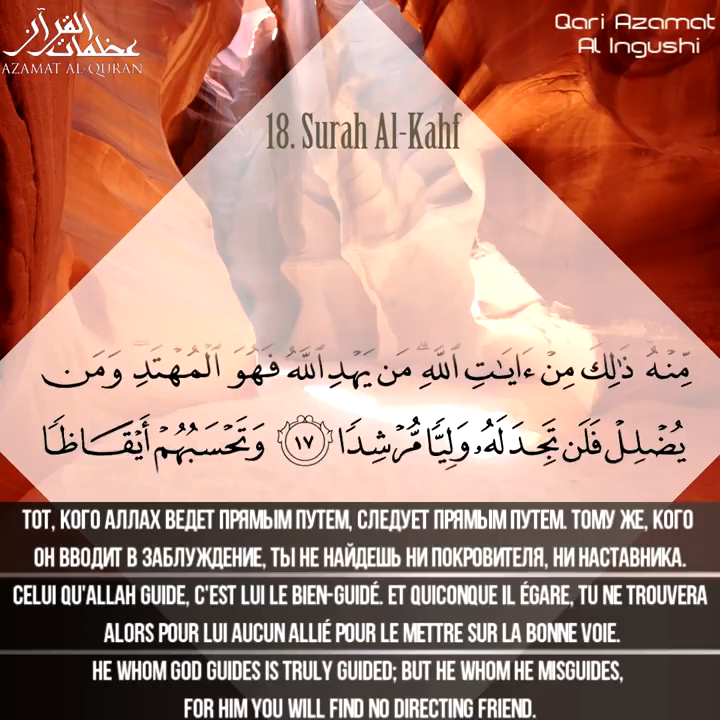 عظمات القرآن
AZAMAT AL-QURAN
Qari Azamat
Al Ingushi
18. Surah Al-Kahf
مِّنْهُ ذَٰلِكَ مِنْ ءَايَـٰتِ ٱللَّهِۗ مَن يَهْدِ ٱللَّهُ فَهُوَ ٱلْمُهْتَدِۖ وَمَن
يُضْلِلْ فَلَن تَجِدَ لَهُۥ وَلِيًّا مُّرْشِدًا ١٧ وَتَحْسَبُهُمْ أَيْقَاظًا
ТОТ, КОГО АЛЛАХ ВЕДЕТ ПРЯМЫМ ПУТЕМ, СЛЕДУЕТ ПРЯМЫМ ПУТЕМ. ТОМУ ЖЕ, КОГО
ОН ВВОДИТ В ЗАБЛУЖДЕНИЕ, ТЫ НЕ НАЙДЕШЬ НИ ПОКРОВИТЕЛЯ, НИ НАСТАВНИКА.
CELUI QU'ALLAH GUIDE, C'EST LUI LE BIEN-GUIDÉ. ET QUICONQUE IL ÉGARE, TU NE TROUVERA
ALORS POUR LUI AUCUN ALLIÉ POUR LE METTRE SUR LA BONNE VOIE.
HE WHOM GOD GUIDES IS TRULY GUIDED; BUT HE WHOM HE MISGUIDES,
FOR HIM YOU WILL FIND NO DIRECTING FRIEND.